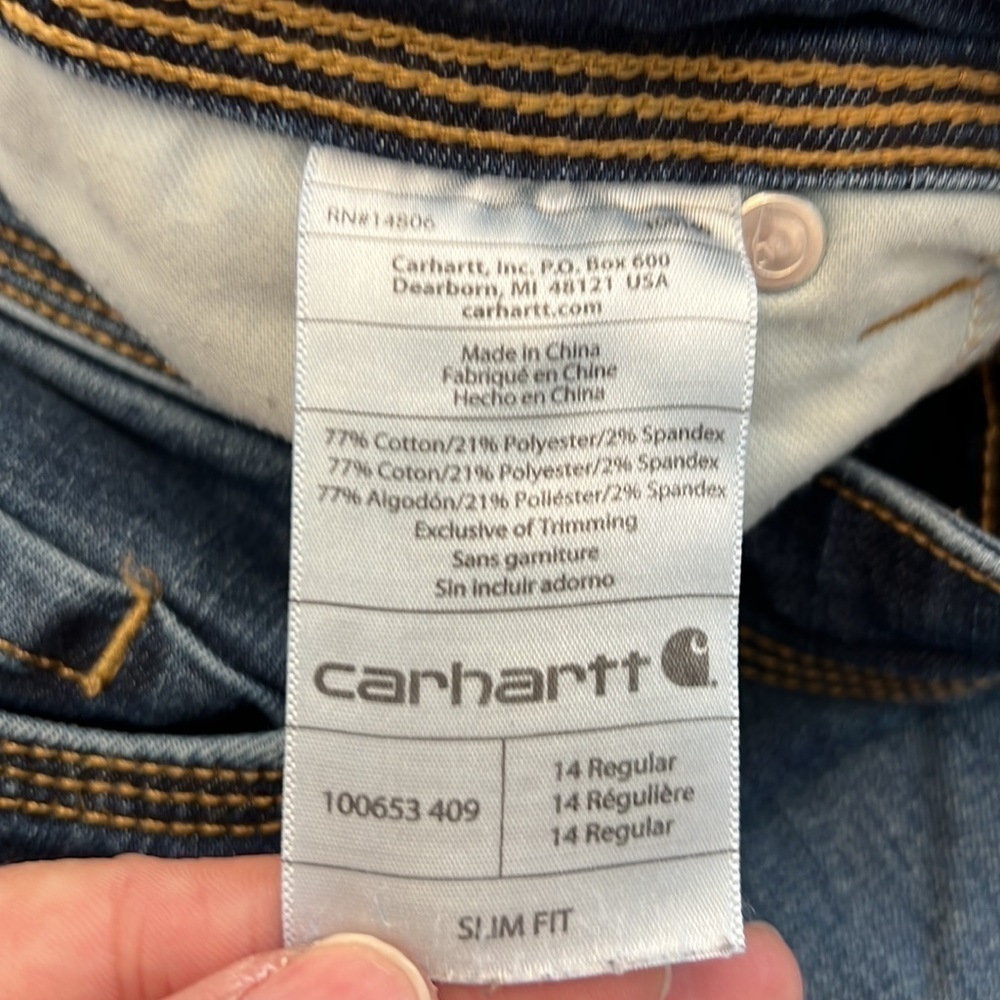 RN#14806
Carhartt, Inc. P.O. Box 600
Dearborn, MI 48121 USA
carhartt.com
Made in China
Fabriqué en Chine
Hecho en China
77% Cotton/21% Polyester/2% Spandex
77% Coton/21% Polyester/2% Spandex
77% Algodón/21% Poliéster/2% Spandex
Exclusive of Trimming
Sans garniture
Sin incluir adorno
carhartt
100653 409
14 Regular
14 Régulière
14 Regular
SLIM FIT